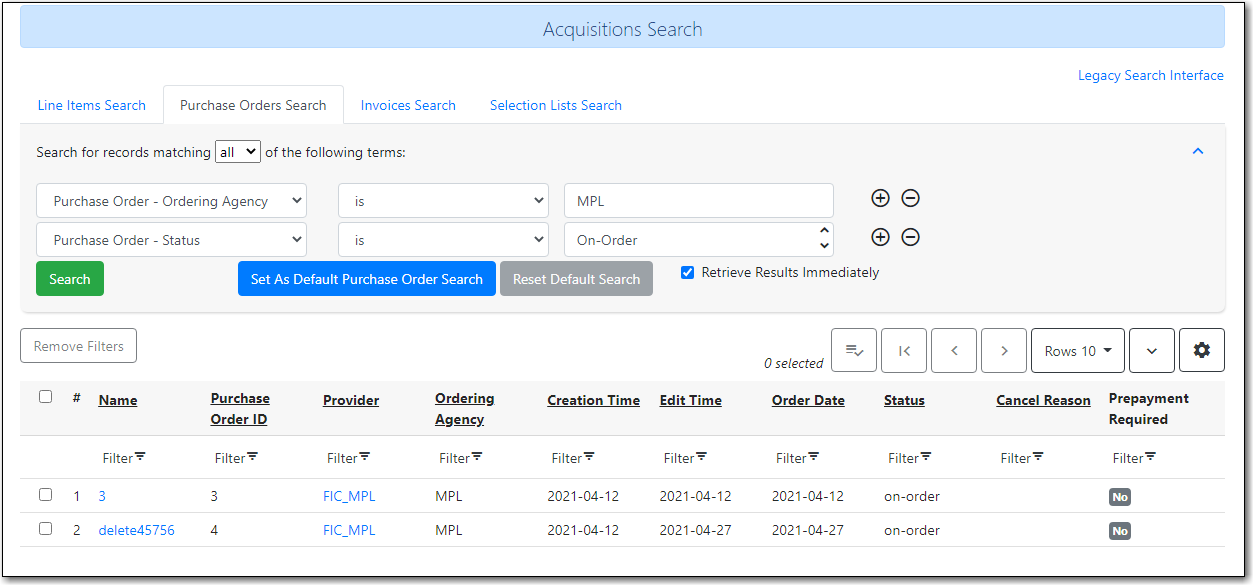 Acquisitions Search
Legacy Search Interface
Line Items Search Purchase Orders Search Invoices Search Selection Lists Search
Search for records matching all of the following terms:
Purchase Order - Ordering Agency is MPL
Purchase Order - Status is On-Order
Search Set As Default Purchase Order Search Reset Default Search Retrieve Results Immediately
Remove Filters 0 selected Rows 10
# Name Purchase Order ID Provider Ordering Agency Creation Time Edit Time Order Date Status Cancel Reason Prepayment Required
Filter Filter Filter Filter Filter Filter Filter Filter Filter Filter
1 3 3 FIC_MPL MPL 2021-04-12 2021-04-12 2021-04-12 on-order No
2 delete45756 4 FIC_MPL MPL 2021-04-12 2021-04-27 2021-04-27 on-order No